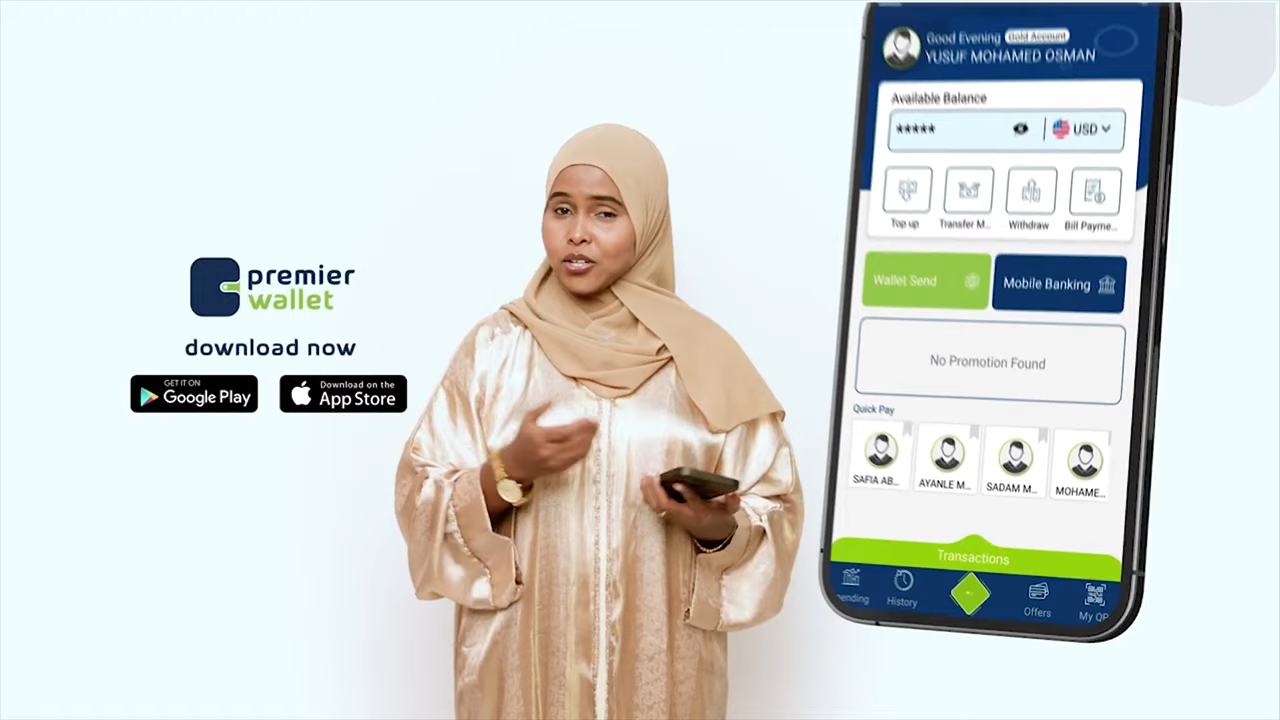 premier
wallet
download now
GET IT ON
Google Play
Download on the
App Store
Good Evening Gold Account
YUSUF MOHAMED OSMAN
Available Balance
***** USD
Top up Transfer M... Withdraw Bill Payme...
Wallet Send Mobile Banking
No Promotion Found
Quick Pay
SAFIA AB... AYANLE M... SADAM M... MOHAME...
Transactions
pending History Offers My QR